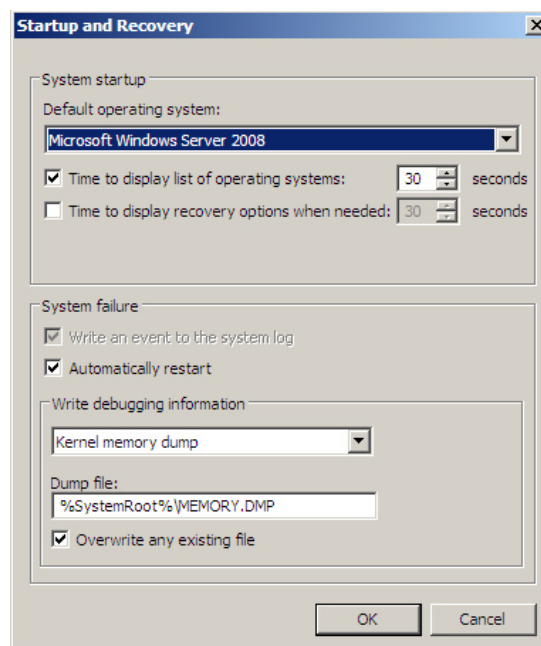 Startup and Recovery
System startup
Default operating system:
Microsoft Windows Server 2008
Time to display list of operating systems: 30 seconds
Time to display recovery options when needed: 30 seconds
System failure
Write an event to the system log
Automatically restart
Write debugging information
Kernel memory dump
Dump file:
%SystemRoot%\MEMORY.DMP
Overwrite any existing file
OK Cancel